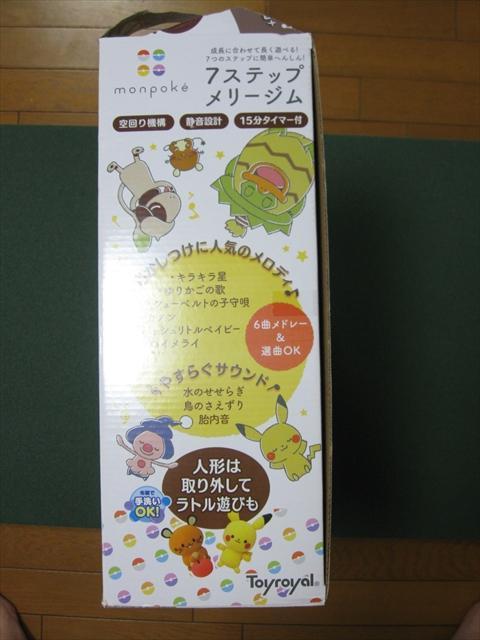 monpoké
成長に合わせて長く遊べる!
7つのステップに簡単へんしん!
7ステップ
メリージム
空回り機構
静音設計
15分タイマー付
かしつけに人気のメロディ♪
キラキラ星
ゆりかごの歌
ューベルトの子守唄
ュリトルベイビー
イメライ
6曲メドレー
&
選曲OK
やすらぐサウンド♪
水のせせらぎ
鳥のさえずり
胎内音
人形は
取り外して
ラトル遊びも
手洗い
OK!
Toyroyal®